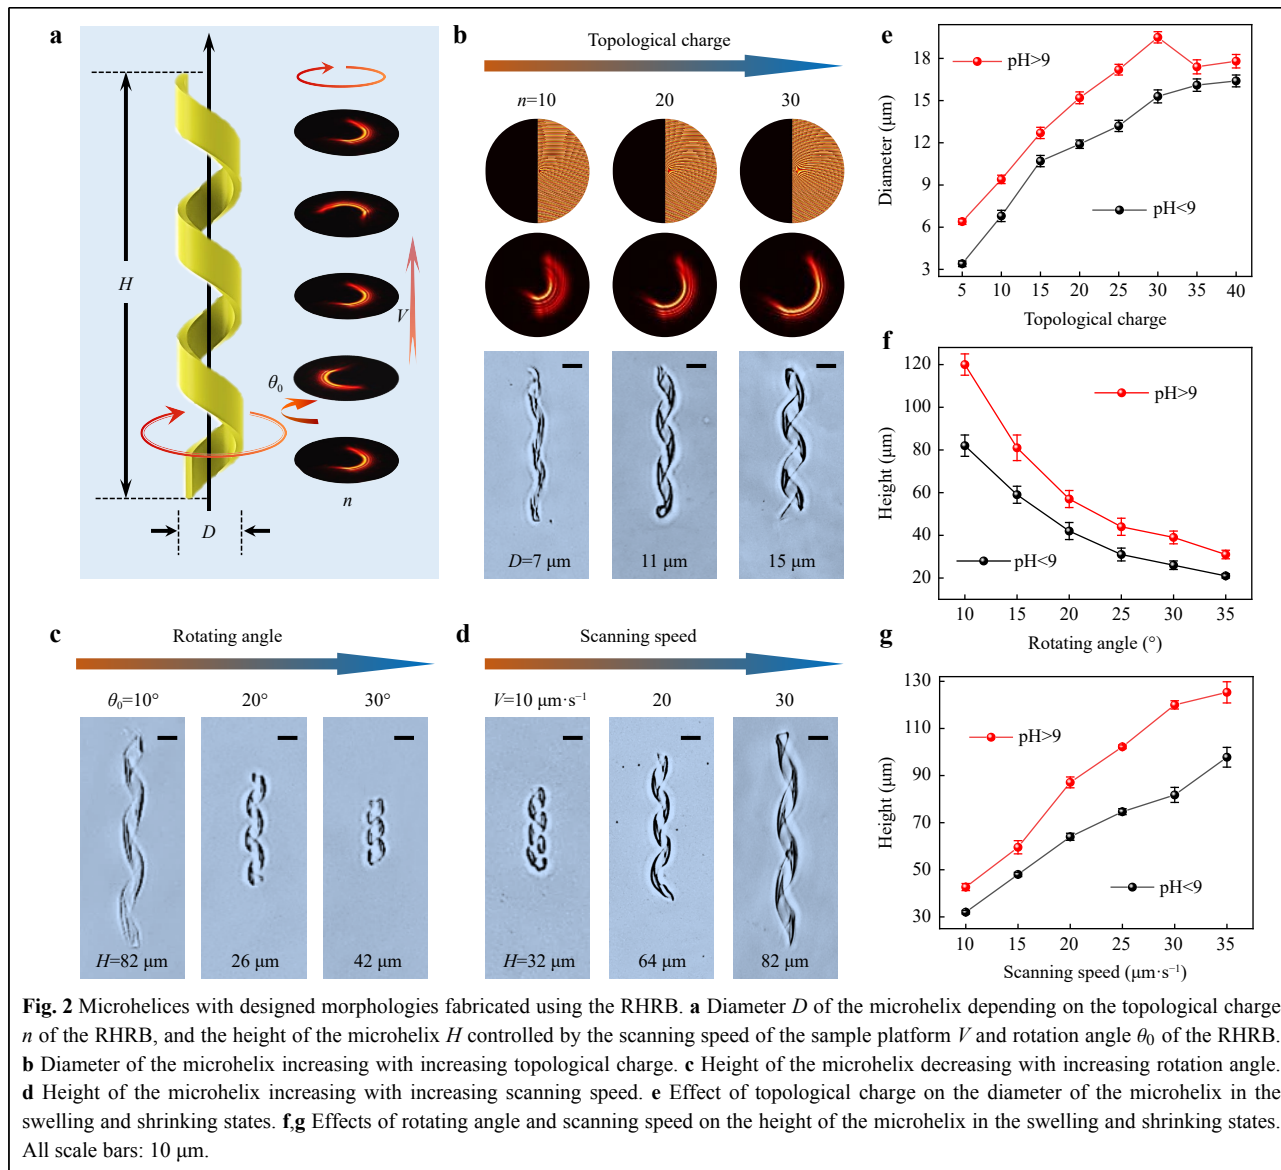 a
H
D
θ0
V
n
b
Topological charge
n=10 20 30
D=7 μm 11 μm 15 μm
c
Rotating angle
θ0=10° 20° 30°
H=82 μm 26 μm 42 μm
d
Scanning speed
V=10 μm·s−1 20 30
H=32 μm 64 μm 82 μm
e
Diameter (μm)
18
15
12
9
6
3
pH>9
pH<9
5 10 15 20 25 30 35 40
Topological charge
f
Height (μm)
120
100
80
60
40
20
pH>9
pH<9
10 15 20 25 30 35
Rotating angle (°)
g
Height (μm)
130
110
90
70
50
30
pH>9
pH<9
10 15 20 25 30 35
Scanning speed (μm·s−1)
Fig. 2 Microhelices with designed morphologies fabricated using the RHRB. a Diameter D of the microhelix depending on the topological charge
n of the RHRB, and the height of the microhelix H controlled by the scanning speed of the sample platform V and rotation angle θ0 of the RHRB.
b Diameter of the microhelix increasing with increasing topological charge. c Height of the microhelix decreasing with increasing rotation angle.
d Height of the microhelix increasing with increasing scanning speed. e Effect of topological charge on the diameter of the microhelix in the
swelling and shrinking states. f,g Effects of rotating angle and scanning speed on the height of the microhelix in the swelling and shrinking states.
All scale bars: 10 μm.